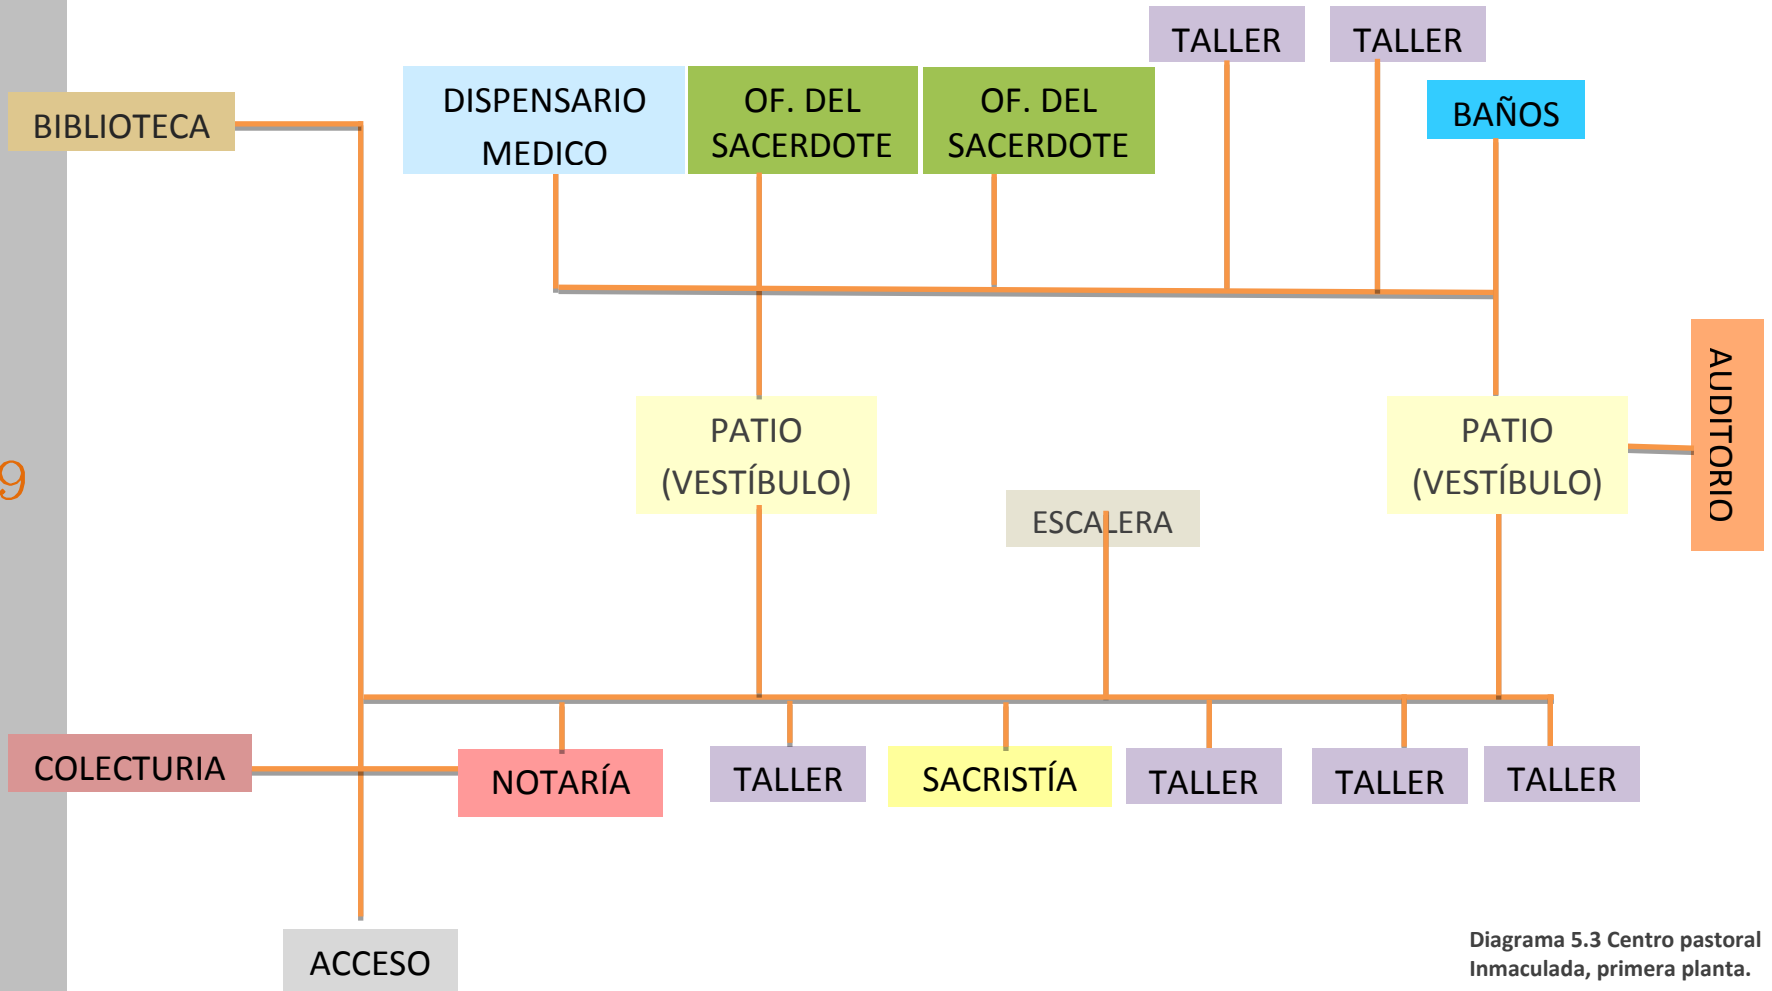 TALLER
TALLER
DISPENSARIO
MEDICO
OF. DEL
SACERDOTE
OF. DEL
SACERDOTE
BAÑOS
BIBLIOTECA
AUDITORIO
PATIO
(VESTÍBULO)
PATIO
(VESTÍBULO)
9
ESCALERA
COLECTURIA
NOTARÍA
TALLER
SACRISTÍA
TALLER
TALLER
TALLER
ACCESO
Diagrama 5.3 Centro pastoral
Inmaculada, primera planta.